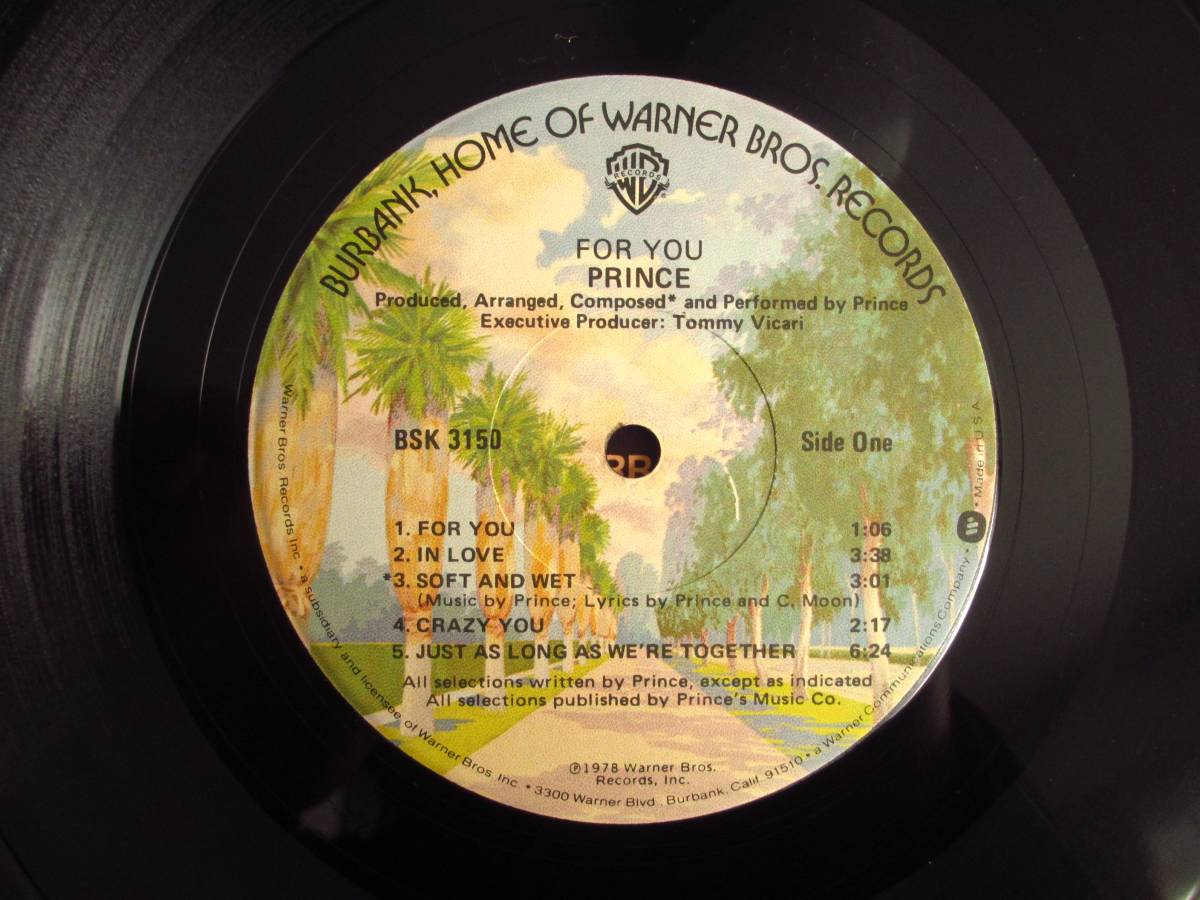 BURBANK, HOME OF WARNER BROS. RECORDS
W RECORDS
FOR YOU
PRINCE
Produced, Arranged, Composed* and Performed by Prince
Executive Producer: Tommy Vicari
BSK 3150
Side One
1. FOR YOU 1:06
2. IN LOVE 3:38
*3. SOFT AND WET 3:01
(Music by Prince; Lyrics by Prince and C. Moon)
4. CRAZY YOU 2:17
5. JUST AS LONG AS WE'RE TOGETHER 6:24
All selections written by Prince, except as indicated
All selections published by Prince's Music Co.
℗1978 Warner Bros.
Records, Inc.
Warner Bros. Records Inc. • a subsidiary and licensee of Warner Bros. Inc. • 3300 Warner Blvd., Burbank, Calif. 91510 • a Warner Communications Company • Made in U.S.A.